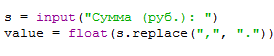 s = input("Сумма (руб.): ")
value = float(s.replace(",", "."))